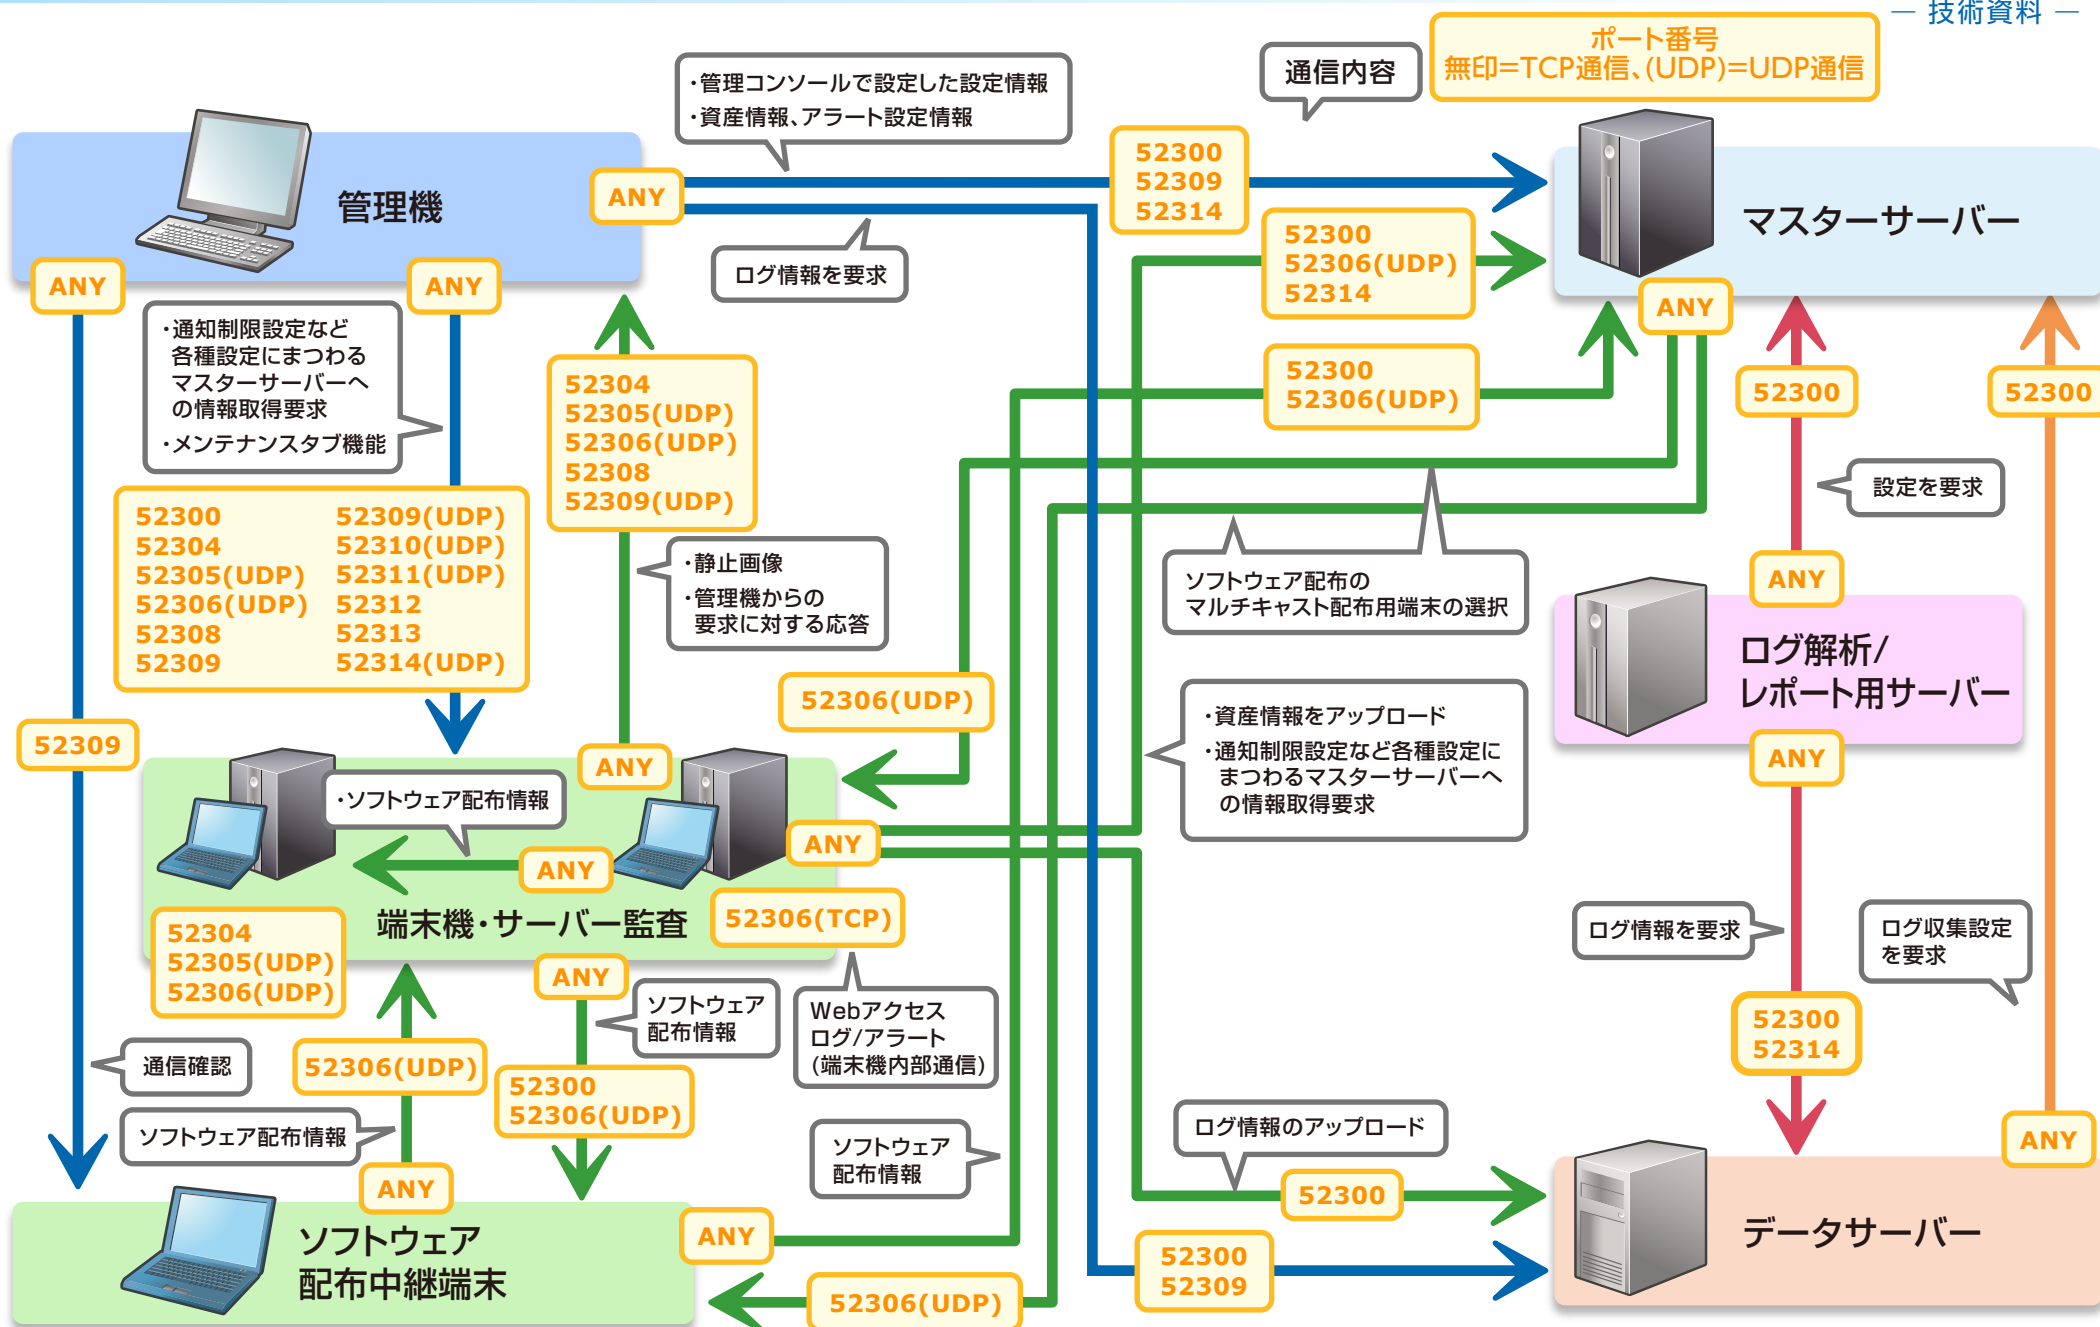 ― 技術資料 ―
ポート番号
無印=TCP通信、(UDP)=UDP通信
通信内容
・管理コンソールで設定した設定情報
・資産情報、アラート設定情報
管理機
ANY
52300
52309
52314
マスターサーバー
ログ情報を要求
52300
52306(UDP)
52314
ANY
ANY
ANY
・通知制限設定など
各種設定にまつわる
マスターサーバーへ
の情報取得要求
・メンテナンスタブ機能
52304
52305(UDP)
52306(UDP)
52308
52309(UDP)
52300
52306(UDP)
52300
52300
設定を要求
52300
52304
52305(UDP)
52306(UDP)
52308
52309
52309(UDP)
52310(UDP)
52311(UDP)
52312
52313
52314(UDP)
・静止画像
・管理機からの
要求に対する応答
ソフトウェア配布の
マルチキャスト配布用端末の選択
ANY
ログ解析/
レポート用サーバー
52306(UDP)
・資産情報をアップロード
・通知制限設定など各種設定に
まつわるマスターサーバーへ
の情報取得要求
52309
ANY
ANY
・ソフトウェア配布情報
ANY
ANY
端末機・サーバー監査
52306(TCP)
52304
52305(UDP)
52306(UDP)
ANY
ソフトウェア
配布情報
Webアクセス
ログ/アラート
(端末機内部通信)
ログ情報を要求
ログ収集設定
を要求
52300
52314
通信確認
52306(UDP)
52300
52306(UDP)
ソフトウェア配布情報
ソフトウェア
配布情報
ログ情報のアップロード
ANY
ANY
52300
ソフトウェア
配布中継端末
ANY
データサーバー
52300
52309
52306(UDP)